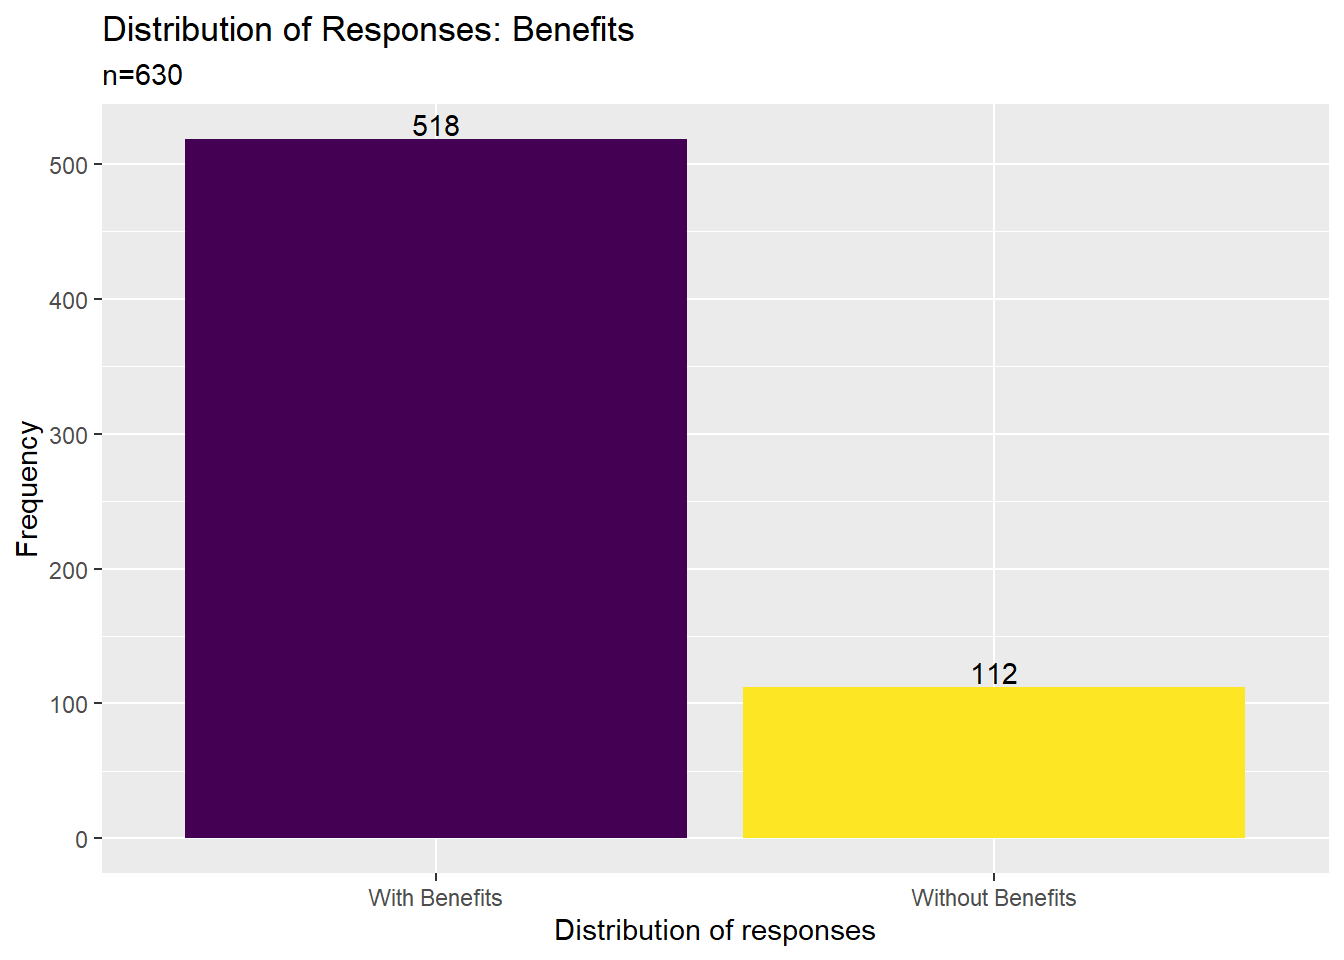 Distribution of Responses: Benefits
n=630
518
112
500
400
300
200
100
0
Frequency
With Benefits
Without Benefits
Distribution of responses